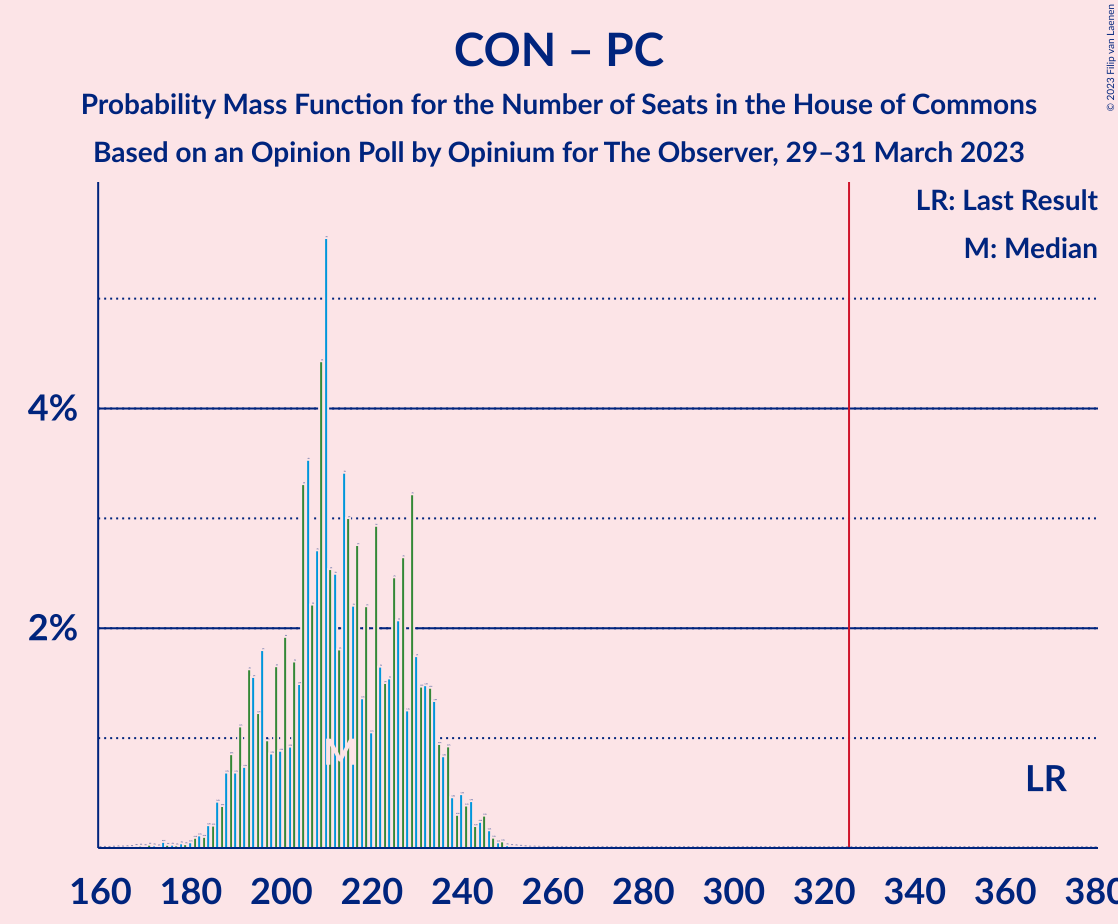 CON – PC
Probability Mass Function for the Number of Seats in the House of Commons
Based on an Opinion Poll by Opinium for The Observer, 29–31 March 2023
© 2023 Filip van Laenen
LR: Last Result
M: Median
4%
2%
M
LR
160 180 200 220 240 260 280 300 320 340 360 380